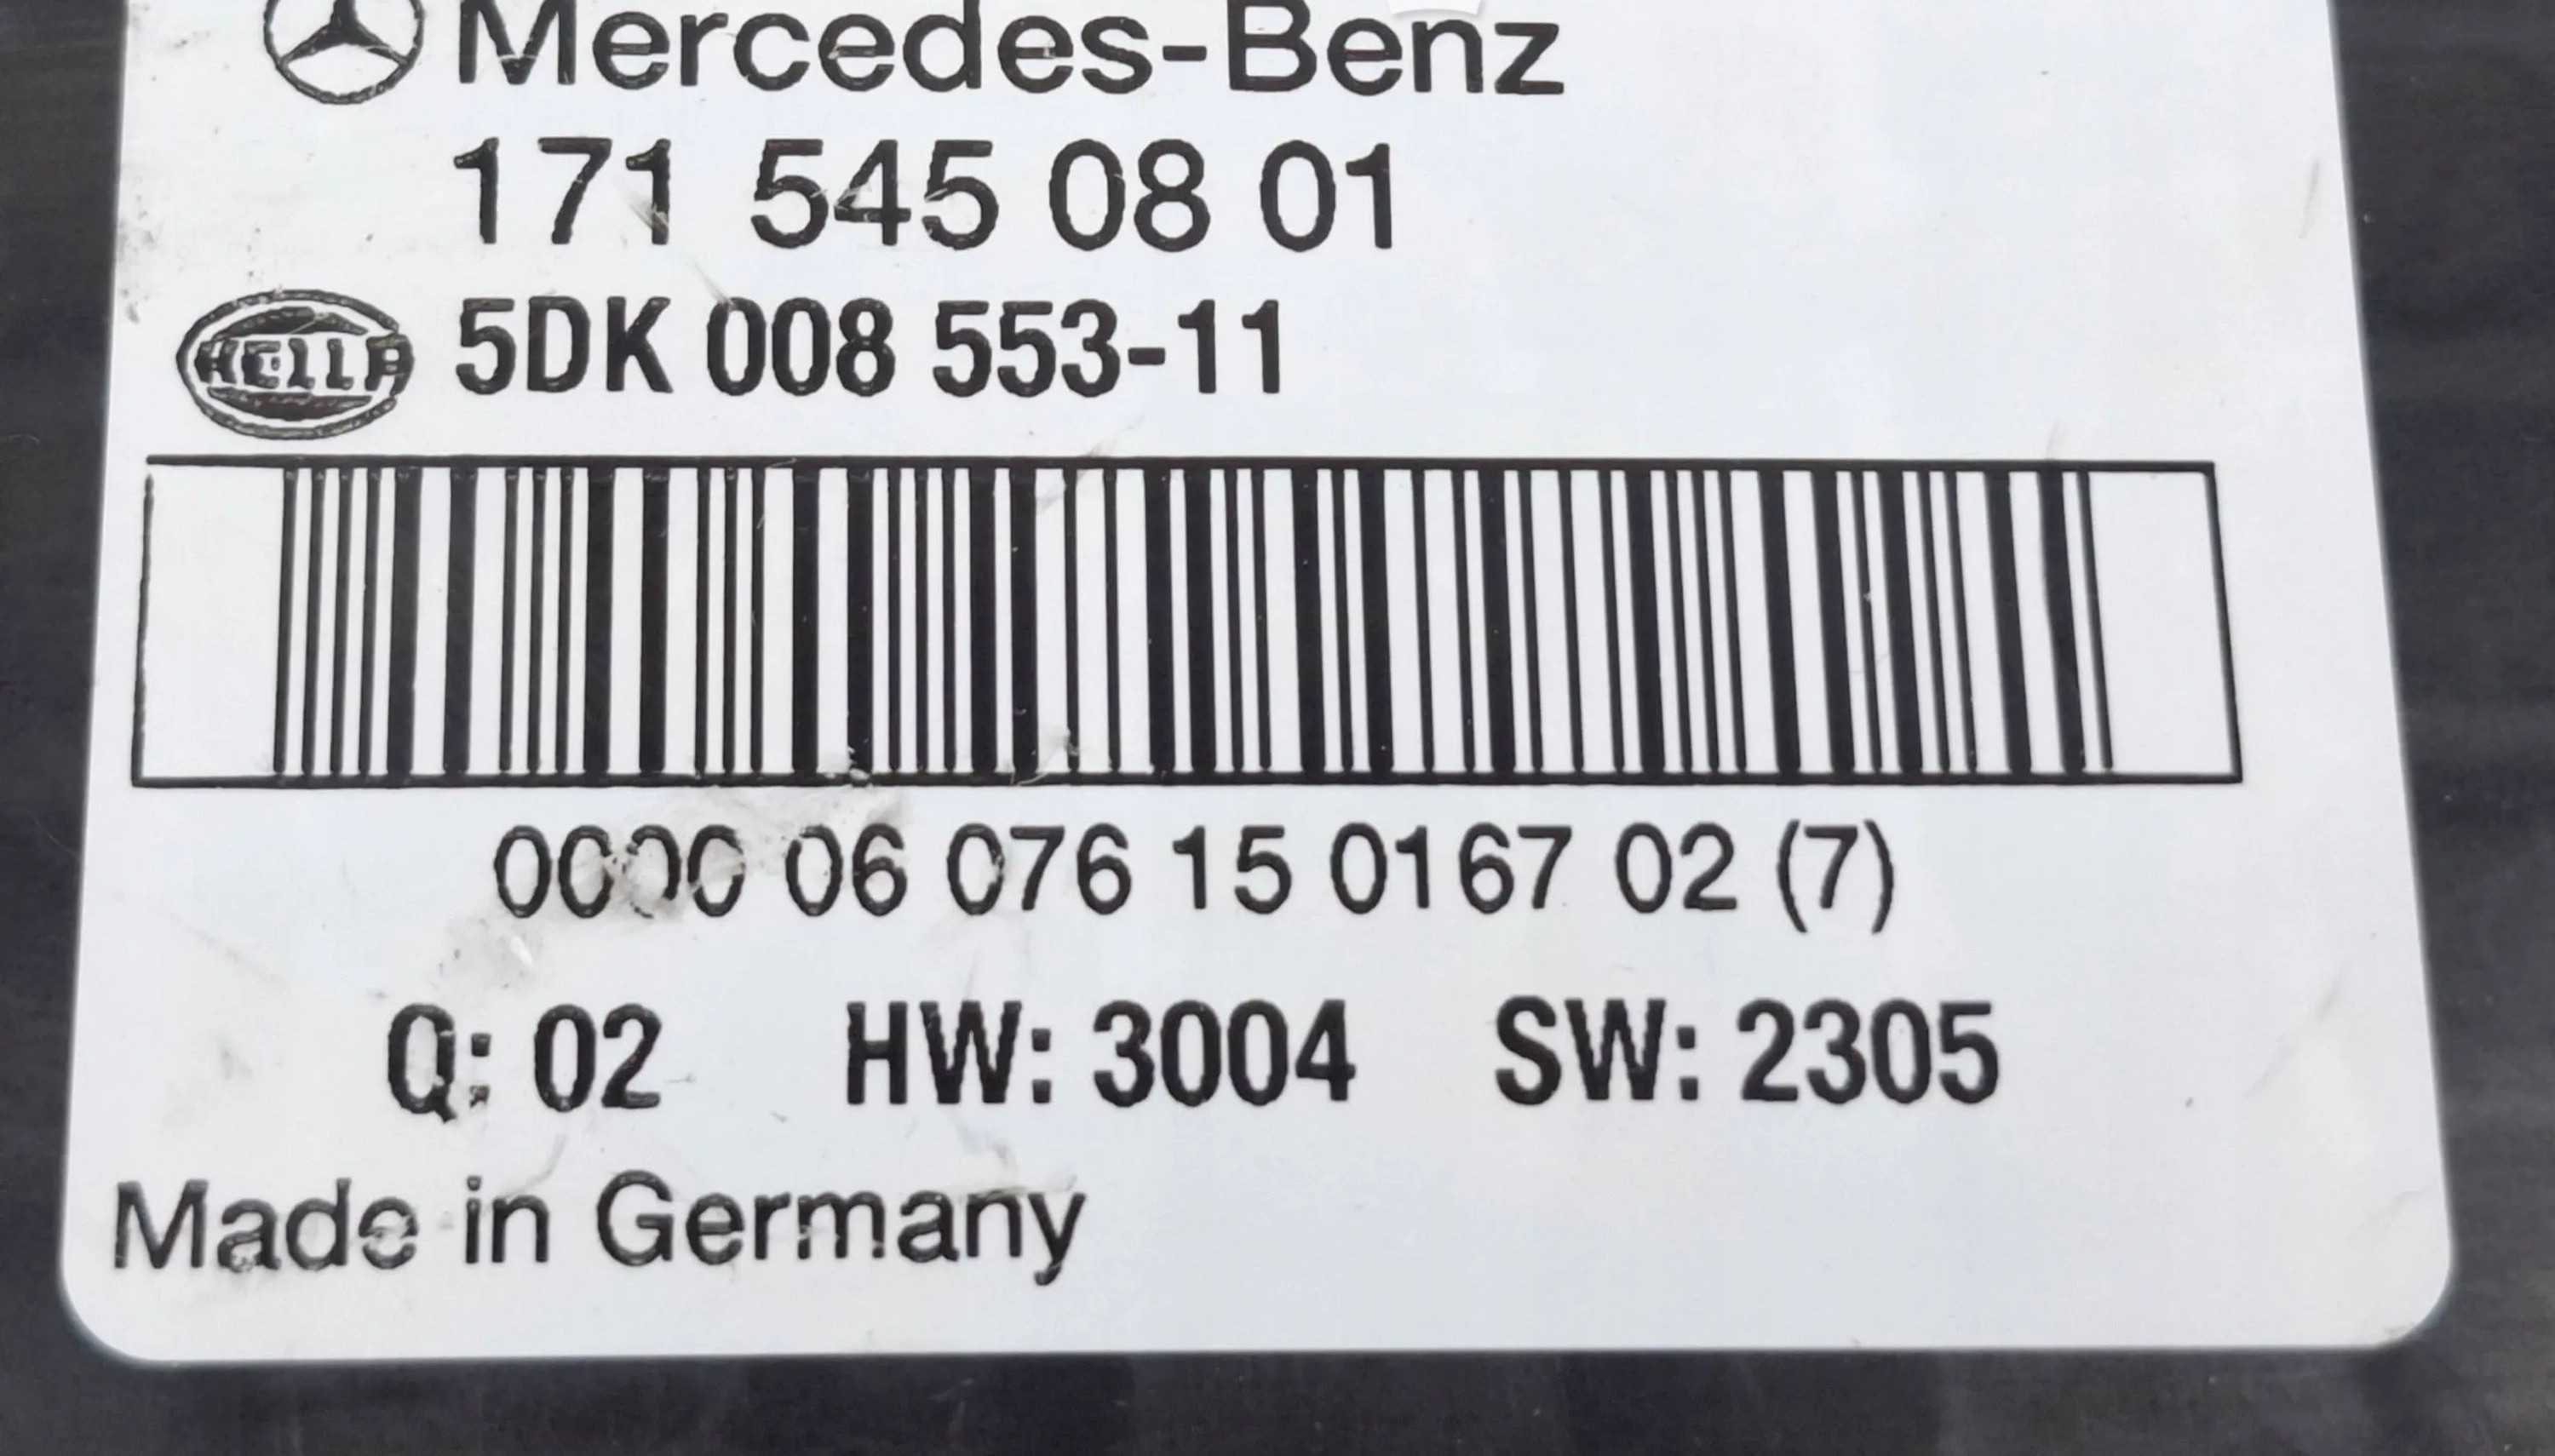 Mercedes-Benz
171 545 08 01
HELLA 5DK 008 553-11
0000 06 076 15 0167 02 (7)
Q: 02 HW: 3004 SW: 2305
Made in Germany